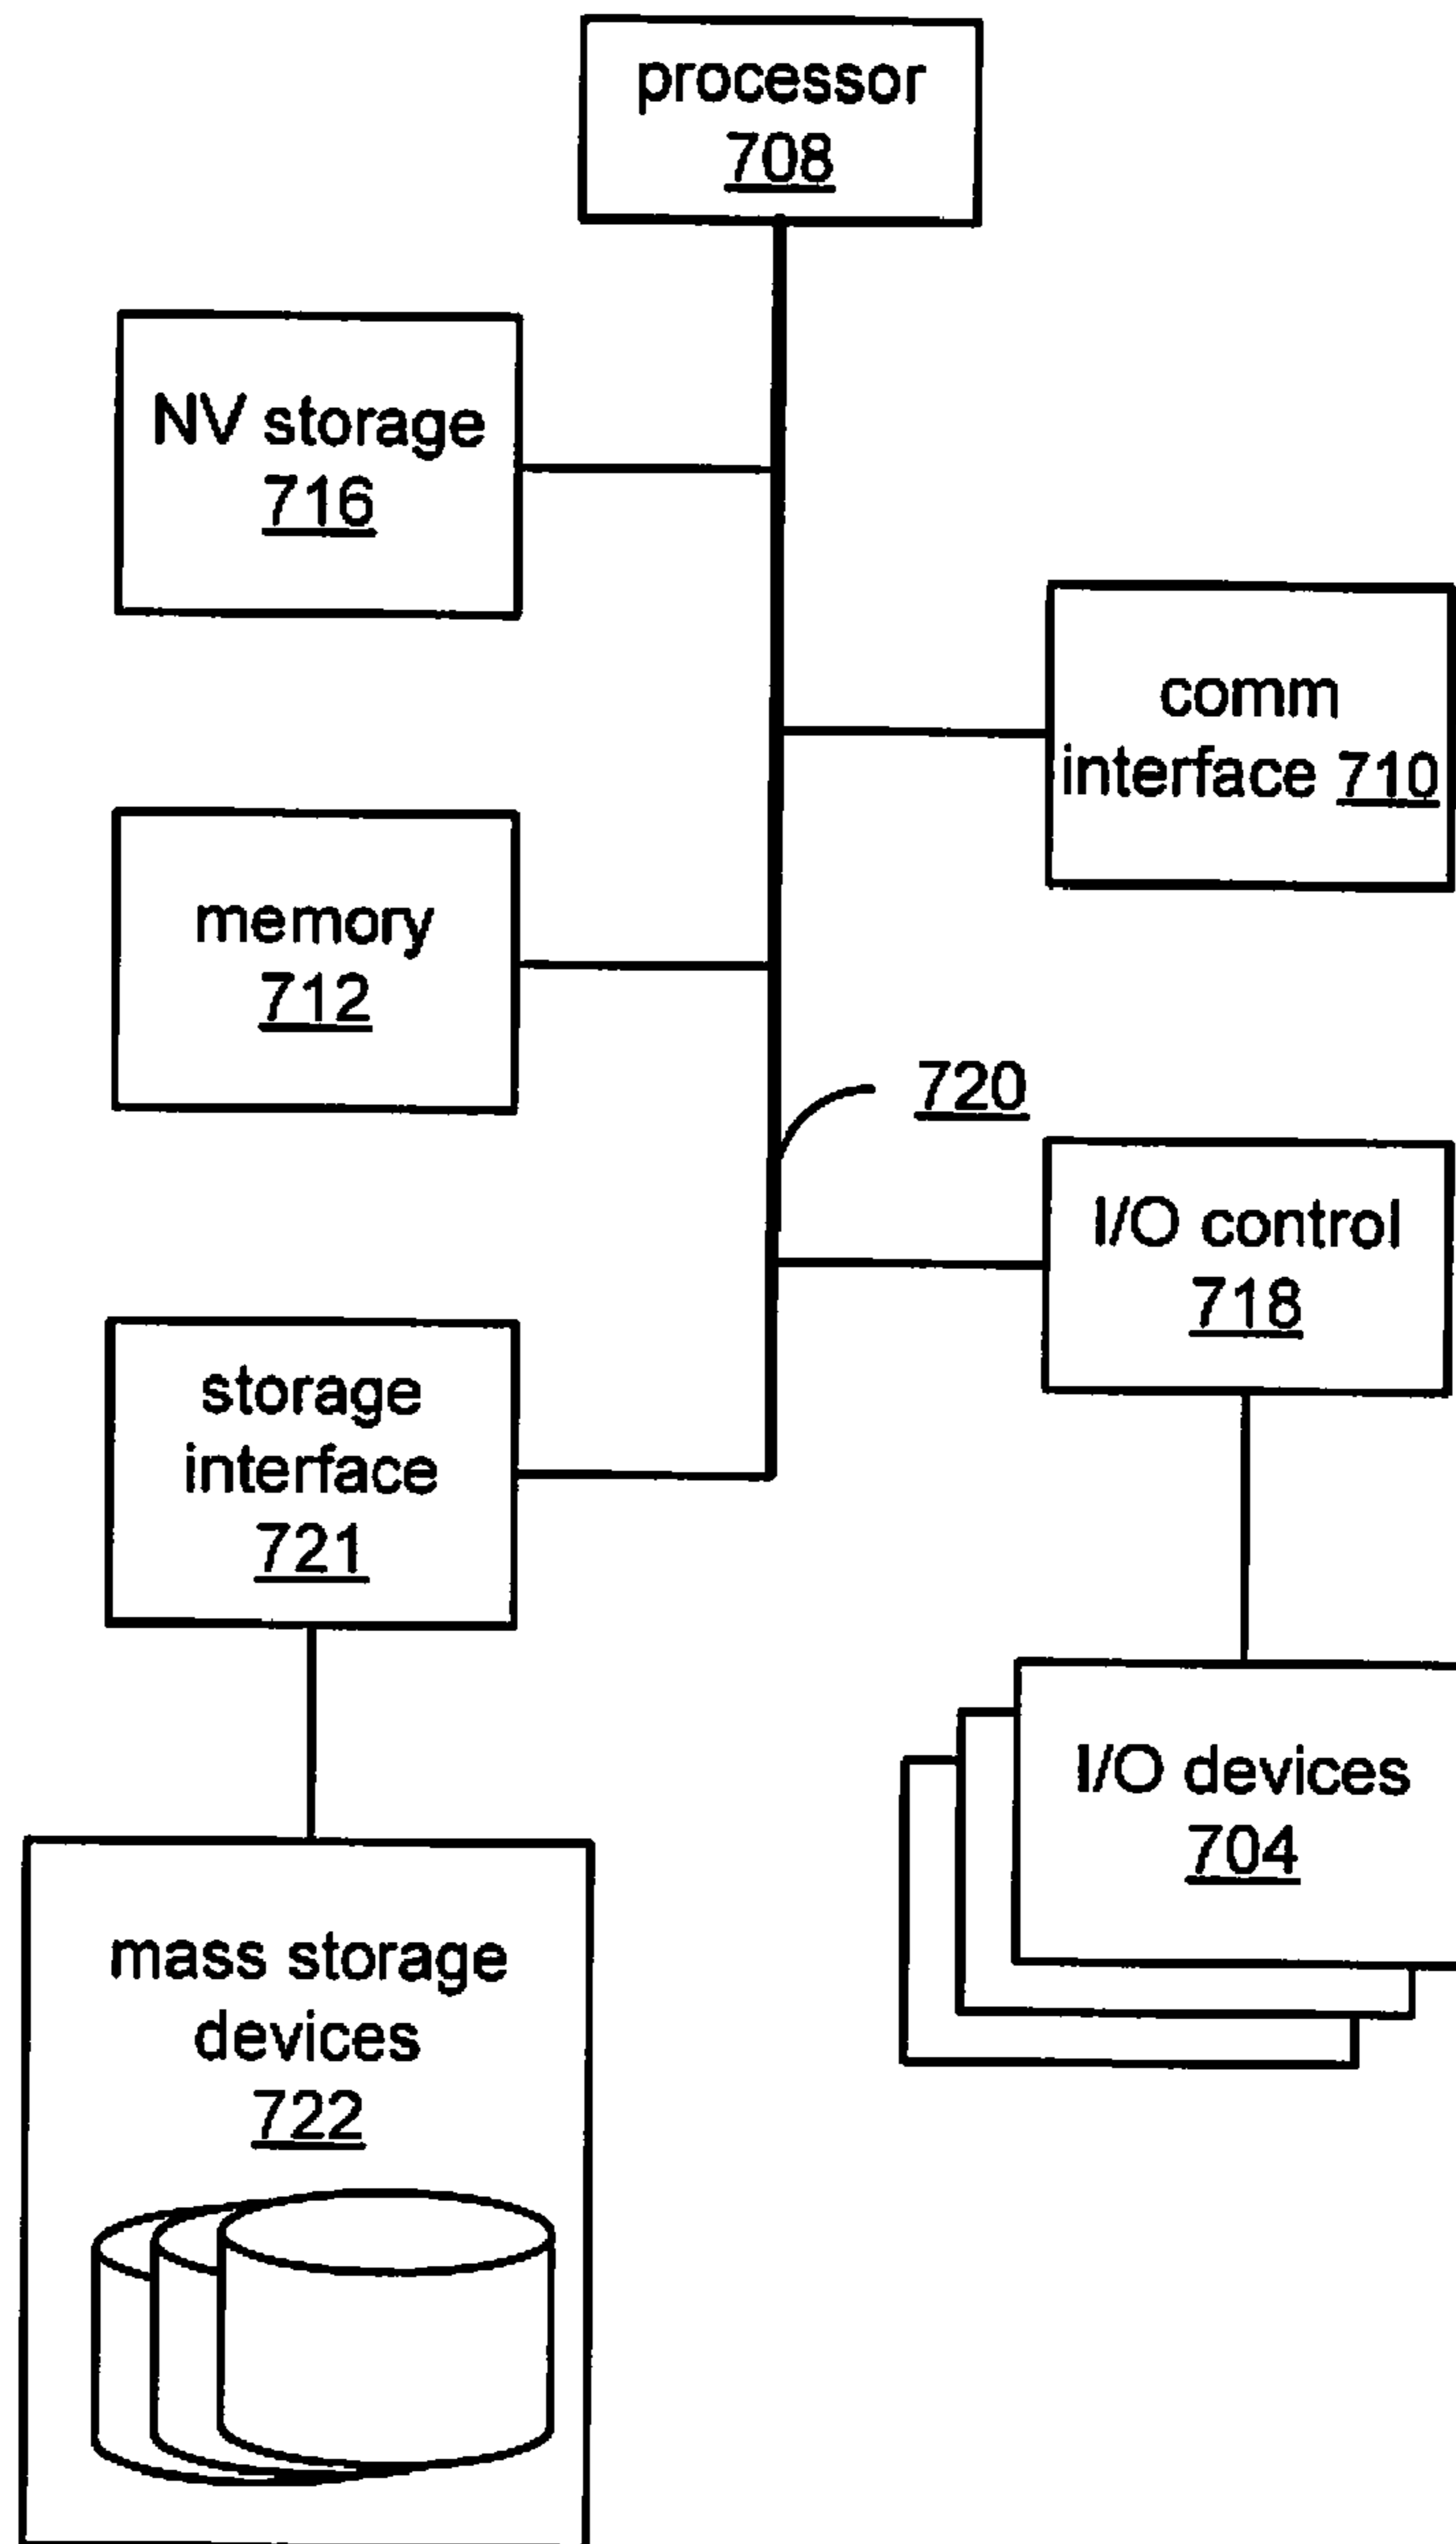 processor
708
NV storage
716
comm
interface 710
memory
712
720
I/O control
718
storage
interface
721
I/O devices
704
mass storage
devices
722